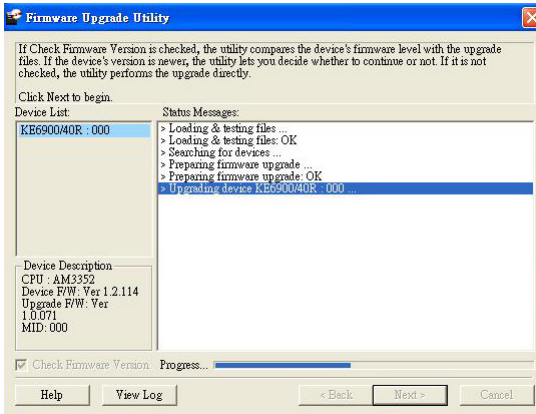 Firmware Upgrade Utility
If Check Firmware Version is checked, the utility compares the device's firmware level with the upgrade
files. If the device's version is newer, the utility lets you decide whether to continue or not. If it is not
checked, the utility performs the upgrade directly.
Click Next to begin.
Device List:
KE6900/40R : 000
Status Messages:
> Loading & testing files ...
> Loading & testing files: OK
> Searching for devices ...
> Preparing firmware upgrade ...
> Preparing firmware upgrade: OK
> Upgrading device KE6900/40R : 000 ...
Device Description
CPU : AM3352
Device F/W: Ver 1.2.114
Upgrade F/W: Ver
1.0.071
MID: 000
Check Firmware Version
Progress...
Help
View Log
< Back
Next >
Cancel